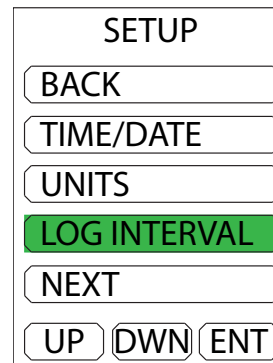 SETUP
BACK
TIME/DATE
UNITS
LOG INTERVAL
NEXT
UP DWN ENT